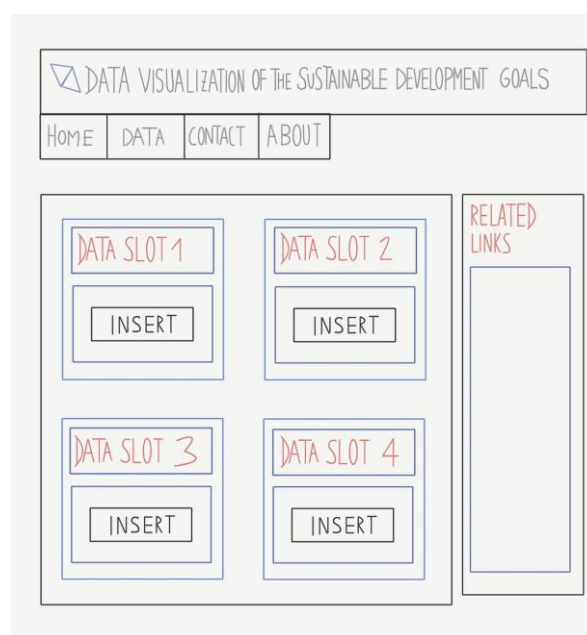 DATA VISUALIZATION OF THE SUSTAINABLE DEVELOPMENT GOALS
HOME DATA CONTACT ABOUT
RELATED
LINKS
DATA SLOT 1 DATA SLOT 2
INSERT INSERT
DATA SLOT 3 DATA SLOT 4
INSERT INSERT